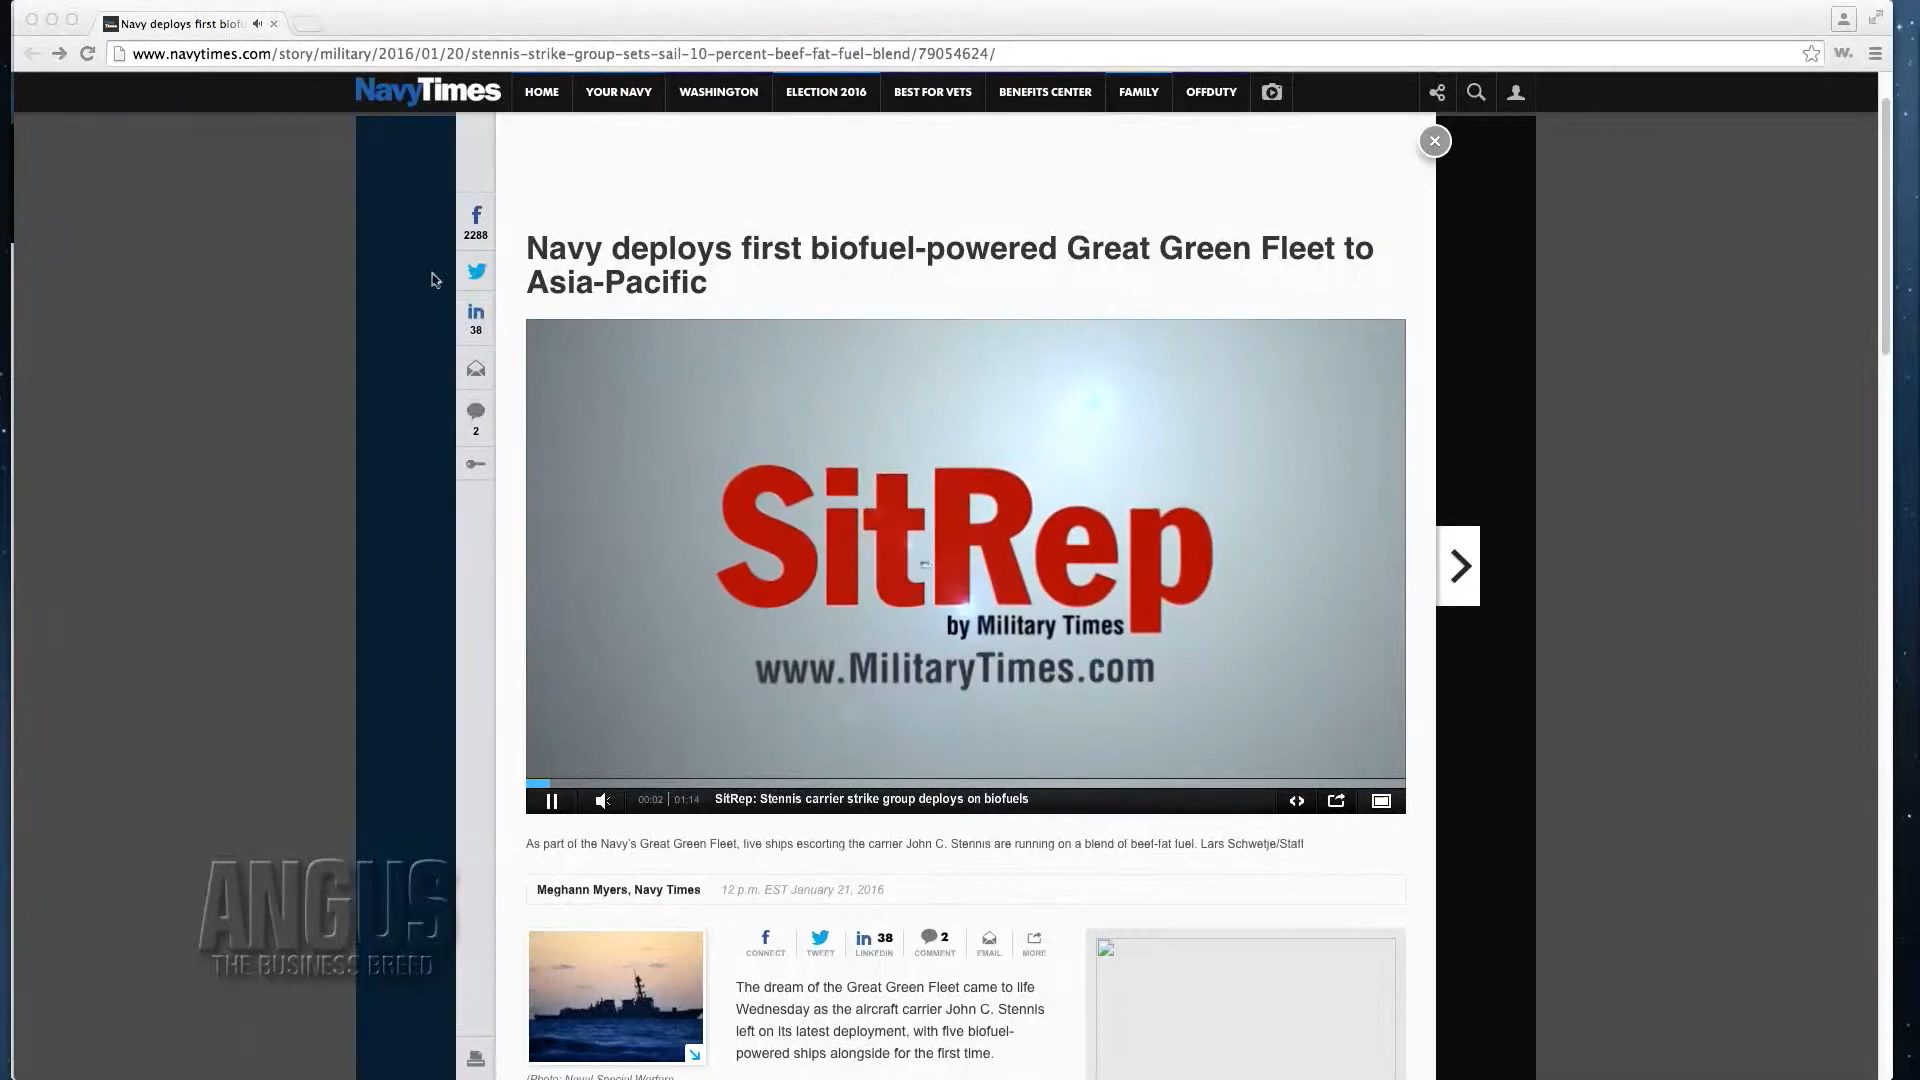 Navy deploys first biof
www.navytimes.com/story/military/2016/01/20/stennis-strike-group-sets-sail-10-percent-beef-fat-fuel-blend/79054624/
W.
NavyTimes HOME YOUR NAVY WASHINGTON ELECTION 2016 BEST FOR VETS BENEFITS CENTER FAMILY OFFDUTY
2288
38
2
Navy deploys first biofuel-powered Great Green Fleet to
Asia-Pacific
SitRep
by Military Times
www.MilitaryTimes.com
00:02 | 01:14 SitRep: Stennis carrier strike group deploys on biofuels
As part of the Navy's Great Green Fleet, five ships escorting the carrier John C. Stennis are running on a blend of beef-fat fuel. Lars Schwetje/Staff
Meghann Myers, Navy Times 12 p.m. EST January 21, 2016
38 2
CONNECT TWEET LINKEDIN COMMENT EMAIL MORE
The dream of the Great Green Fleet came to life
Wednesday as the aircraft carrier John C. Stennis
left on its latest deployment, with five biofuel-
powered ships alongside for the first time.
(Photo: Naval Special Warfare
ANGUS
THE BUSINESS BREED